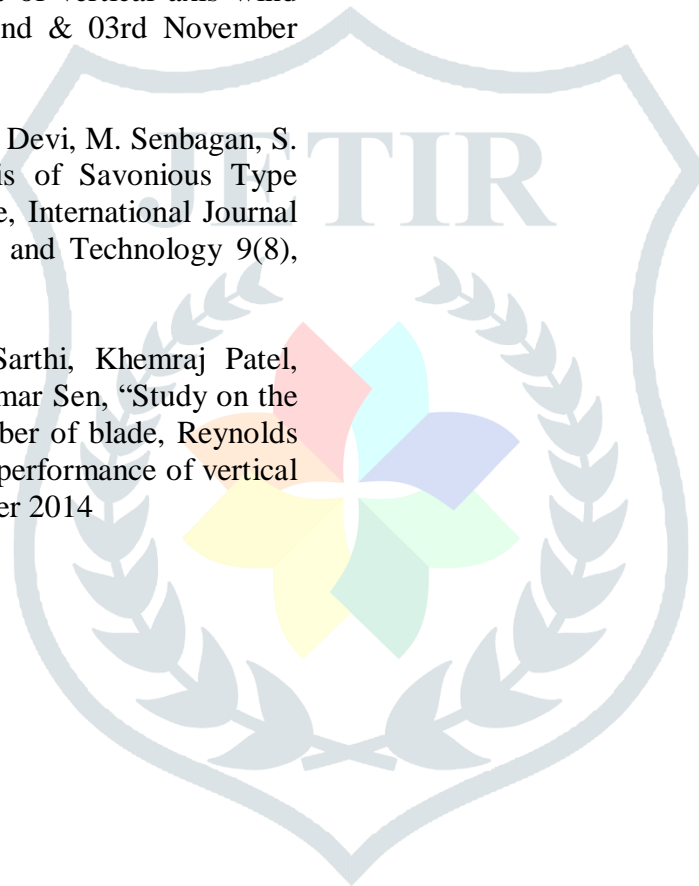 of vertical axis wind
nd & 03rd November
Devi, M. Senbagan, S.
is of Savonious Type
e, International Journal
and Technology 9(8),
JETIR
Sarthi, Khemraj Patel,
mar Sen, “Study on the
ber of blade, Reynolds
performance of vertical
er 2014